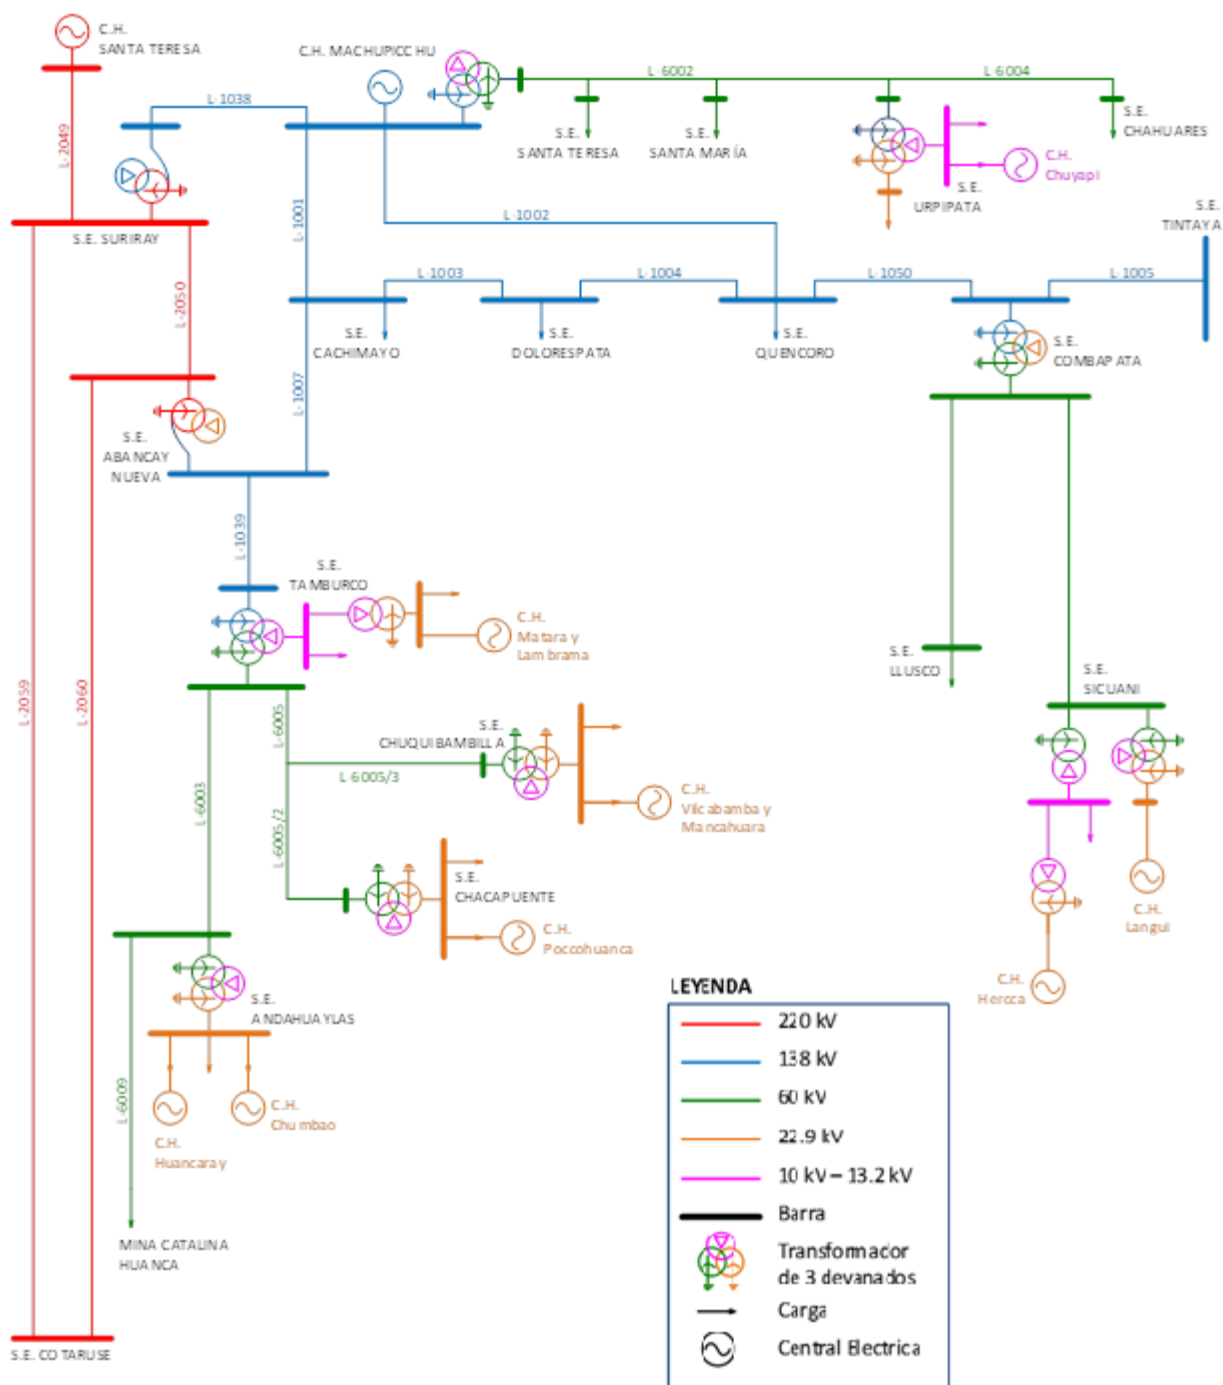 C.H.
SANTA TERESA
C.H. MACHUPICCHU
L-1038
L-6002
L-6004
S.E.
SANTA TERESA
S.E.
SANTA MARÍA
S.E.
CHAHUARES
C.H.
Chuyapi
S.E.
URPIPATA
L-2049
S.E. SURIRAY
L-1001
L-1002
S.E.
TINTAYA
L-2050
L-1003
L-1004
L-1050
L-1005
S.E.
CACHIMAYO
S.E.
DOLORESPATA
S.E.
QUENCORO
S.E.
COMBAPATA
L-1007
S.E.
ABANCAY
NUEVA
L-1039
S.E.
TAMBURCO
C.H.
Matara y
Lambrama
S.E.
LLUSCO
S.E.
SICUANI
L-2059
L-2060
L-6005
S.E.
CHUQUIBAMBILLA
L-6005/3
C.H.
Vilcabamba y
Mancahuara
L-6003
L-6005/2
S.E.
CHACAPUENTE
C.H.
Poccohuanca
C.H.
Langui
C.H.
Hercca
S.E.
ANDAHUAYLAS
L-6009
C.H.
Huancaray
C.H.
Chumbao
MINA CATALINA
HUANCA
S.E. COTARUSE
LEYENDA
220 kV
138 kV
60 kV
22.9 kV
10 kV – 13.2 kV
Barra
Transformador
de 3 devanados
Carga
Central Electrica